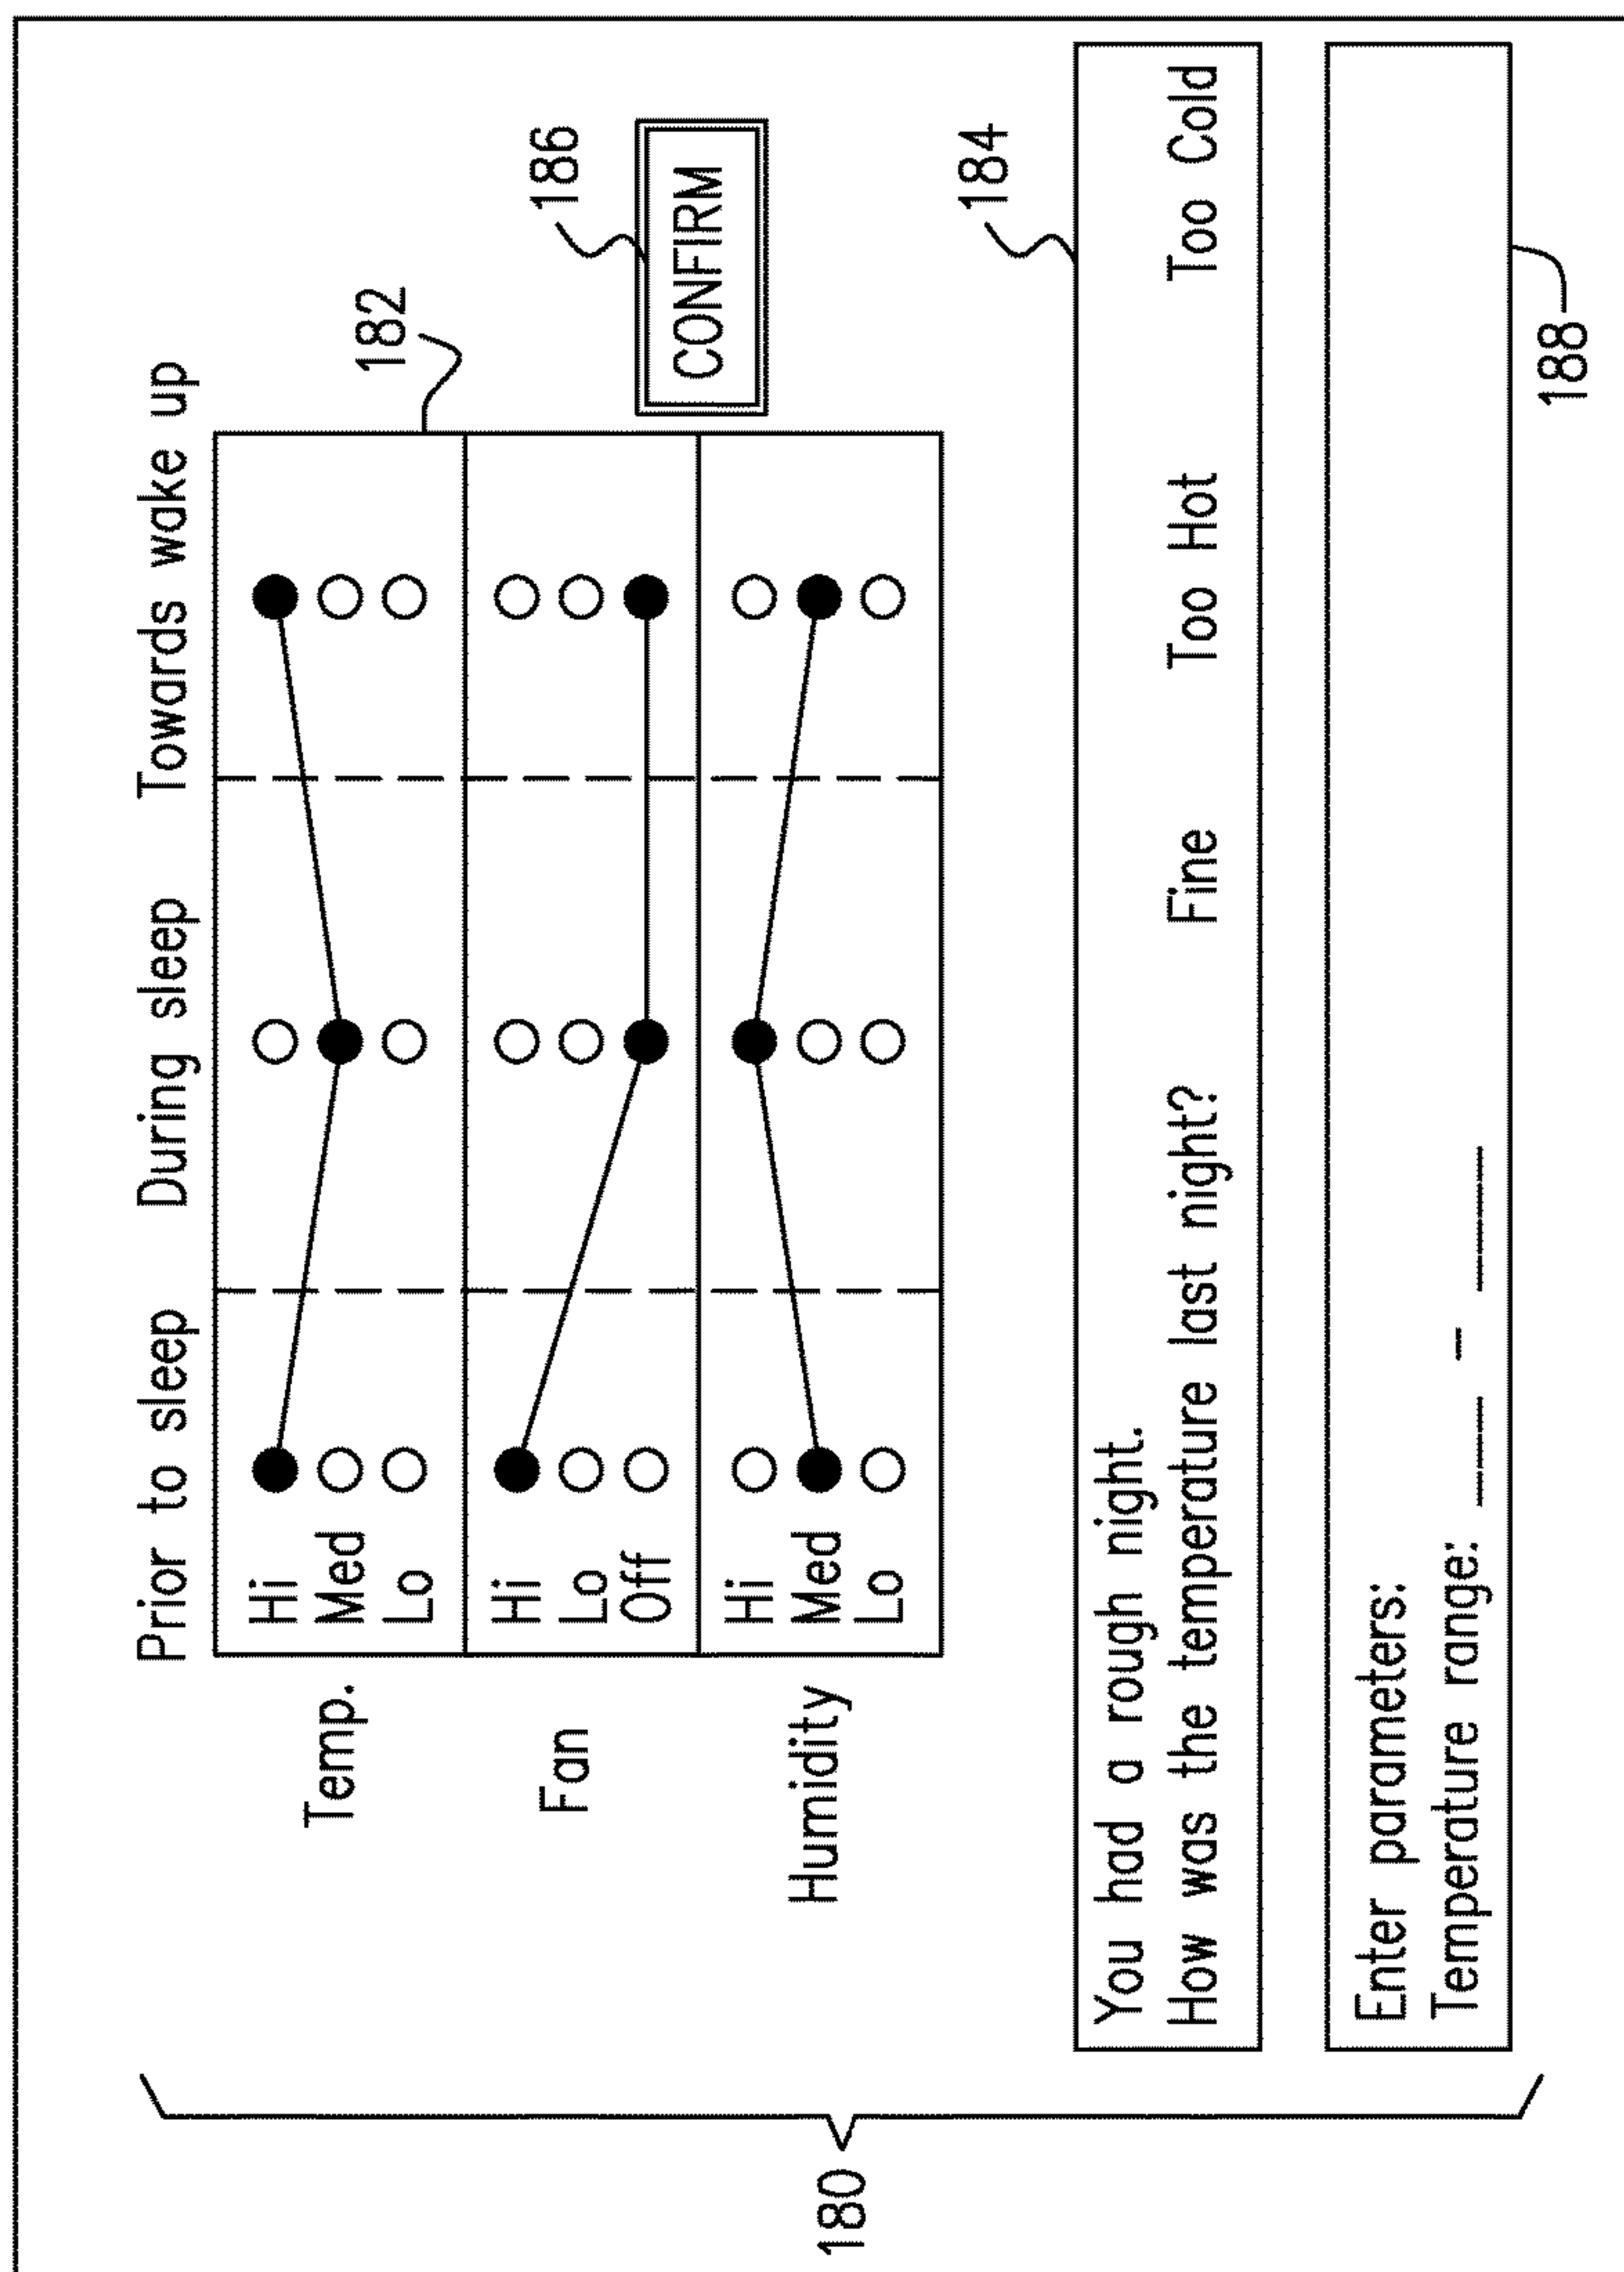 Prior to sleep During sleep Towards wake up
182
Temp.
Hi
Med
Lo
186
Fan
Hi
Lo
Off
CONFIRM
Humidity
Hi
Med
Lo
184
You had a rough night.
How was the temperature last night? Fine Too Hot Too Cold
180
Enter parameters:
Temperature range: ____ - ____
188